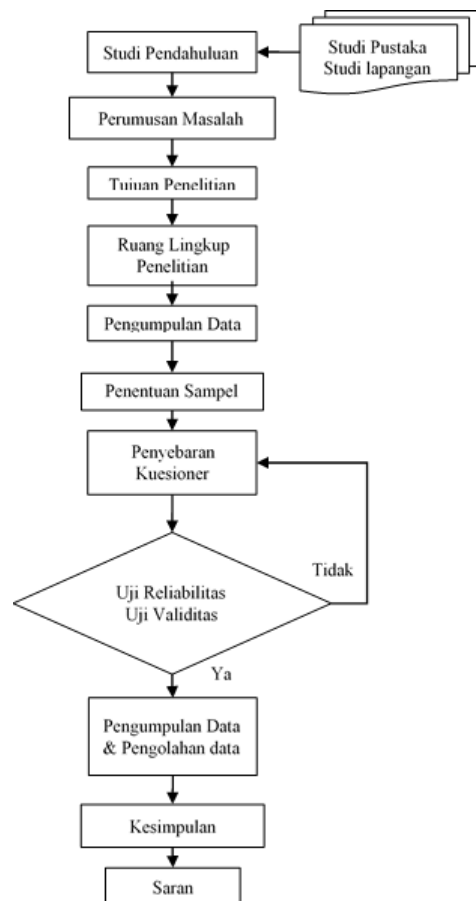 Studi Pendahuluan
Studi Pustaka
Studi lapangan
Perumusan Masalah
Tujuan Penelitian
Ruang Lingkup
Penelitian
Pengumpulan Data
Penentuan Sampel
Penyebaran
Kuesioner
Tidak
Uji Reliabilitas
Uji Validitas
Ya
Pengumpulan Data
& Pengolahan data
Kesimpulan
Saran